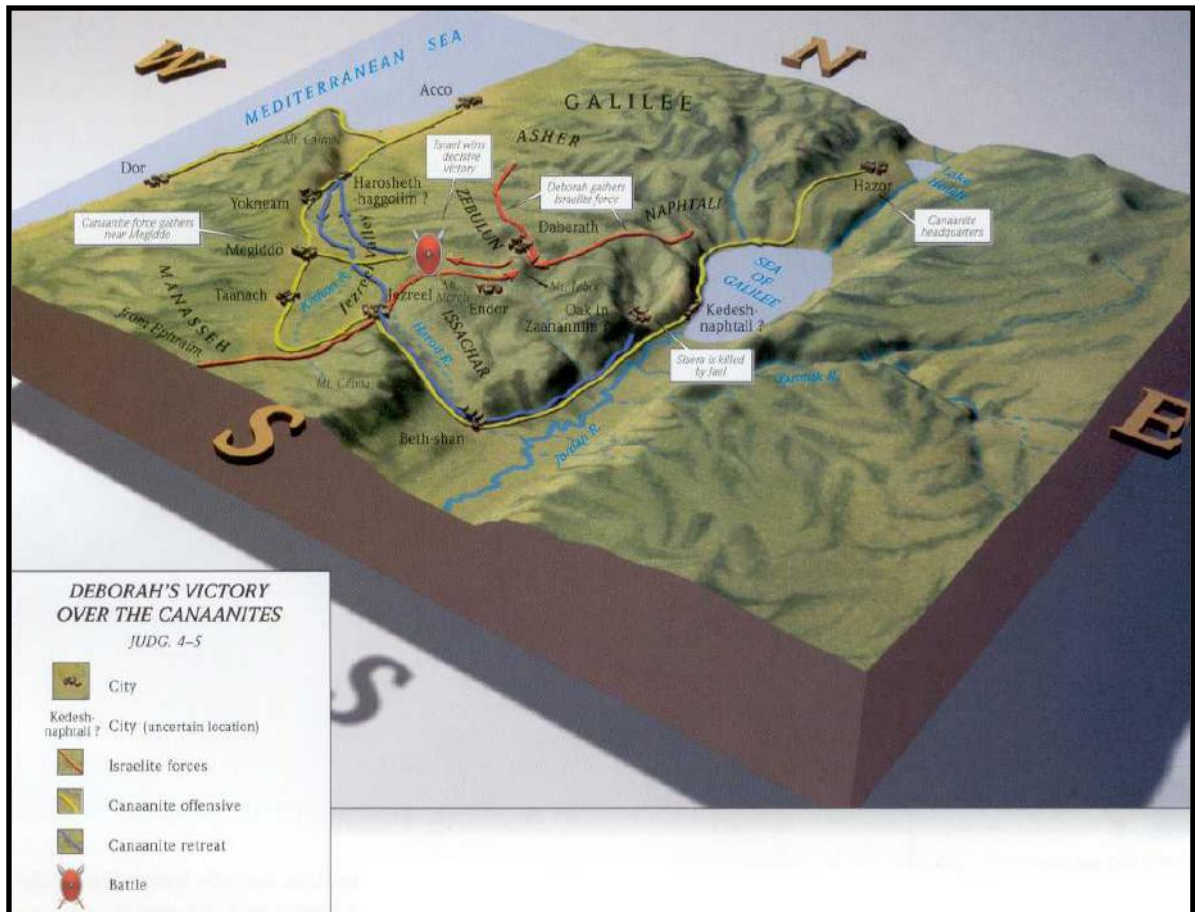 W
N
MEDITERRANEAN SEA
Acco
GALILEE
ASHER
Mt. Carmel
Israel wins
decisive
victory
Dor
Harosheth
-haggoiim ?
Deborah gathers
Israelite force
Hazor
Lake
Huleh
Yokneam
ZEBULUN
NAPHTALI
Canaanite force gathers
near Megiddo
Dabarath
Canaanite
headquarters
Megiddo
Jezreel Valley
SEA
OF
GALILEE
MANASSEH
Taanach
Kishon R.
Jezreel
Mt.
Moreh
Endor
Mt. Tabor
Oak in
Zaanannim ?
Kedesh-
naphtali ?
from Ephraim
ISSACHAR
Harod R.
Sisera is killed
by Jael
Yarmuk R.
Mt. Gilboa
S
Beth-shan
Jordan R.
E
DEBORAH'S VICTORY
OVER THE CANAANITES
JUDG. 4–5
City
Kedesh-
naphtali ?
City (uncertain location)
Israelite forces
Canaanite offensive
Canaanite retreat
Battle